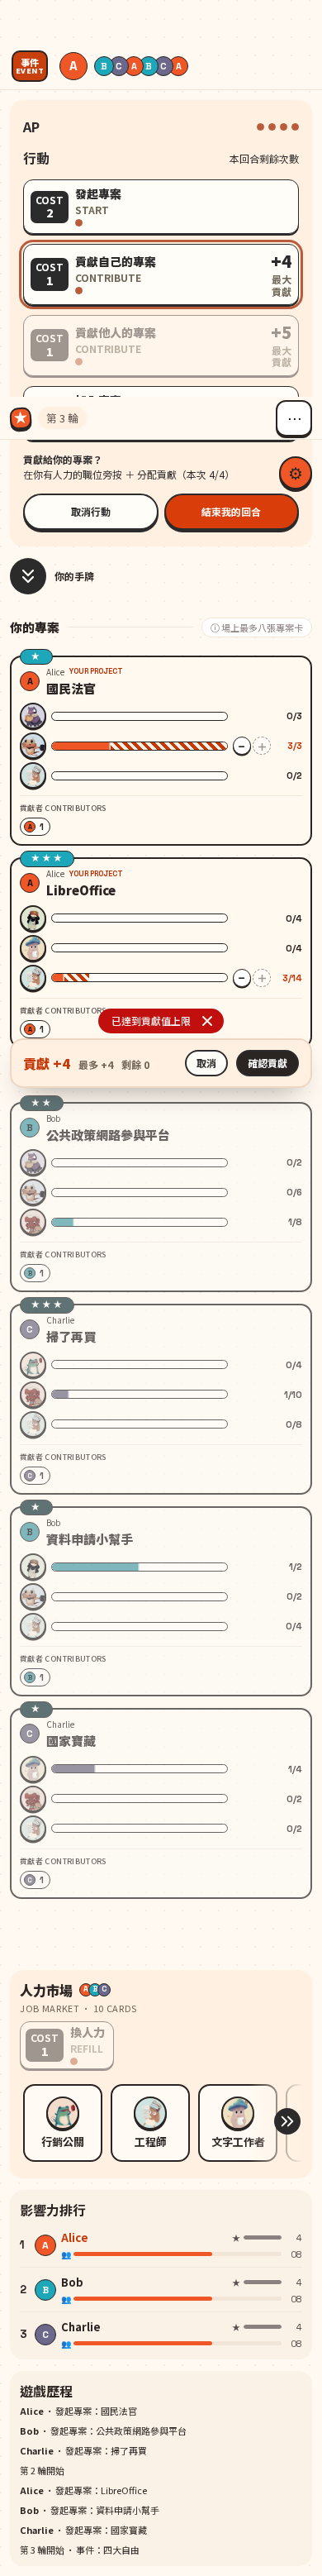 事件
EVENT
A
B C A B C A
AP
行動
本回合剩餘次數
COST
2
發起專案
START
COST
1
貢獻自己的專案
CONTRIBUTE
+4
最大
貢獻
COST
1
貢獻他人的專案
CONTRIBUTE
+5
最大
貢獻
第 3 輪
貢獻給你的專案？
在你有人力的職位旁按 ＋ 分配貢獻（本次 4/4）
取消行動
結束我的回合
你的手牌
你的專案
ⓘ 場上最多八張專案卡
★
A
Alice YOUR PROJECT
國民法官
0/3
− + 3/3
0/2
貢獻者 CONTRIBUTORS
A 1
★★★
A
Alice YOUR PROJECT
LibreOffice
0/4
0/4
− + 3/14
貢獻者 CONTRIBUTORS
A 1
已達到貢獻值上限
貢獻 +4 最多 +4 剩餘 0
取消
確認貢獻
★★
B
Bob
公共政策網路參與平台
0/2
0/6
1/8
貢獻者 CONTRIBUTORS
B 1
★★★
C
Charlie
掃了再買
0/4
1/10
0/8
貢獻者 CONTRIBUTORS
C 1
★
B
Bob
資料申請小幫手
1/2
0/2
0/4
貢獻者 CONTRIBUTORS
B 1
★
C
Charlie
國家寶藏
1/4
0/2
0/2
貢獻者 CONTRIBUTORS
C 1
人力市場 A B C
JOB MARKET · 10 CARDS
COST
1
換人力
REFILL
行銷公關
工程師
文字工作者
影響力排行
1 A Alice ★ 4
08
2 B Bob ★ 4
08
3 C Charlie ★ 4
08
遊戲歷程
Alice · 發起專案：國民法官
Bob · 發起專案：公共政策網路參與平台
Charlie · 發起專案：掃了再買
第 2 輪開始
Alice · 發起專案：LibreOffice
Bob · 發起專案：資料申請小幫手
Charlie · 發起專案：國家寶藏
第 3 輪開始 · 事件：四大自由